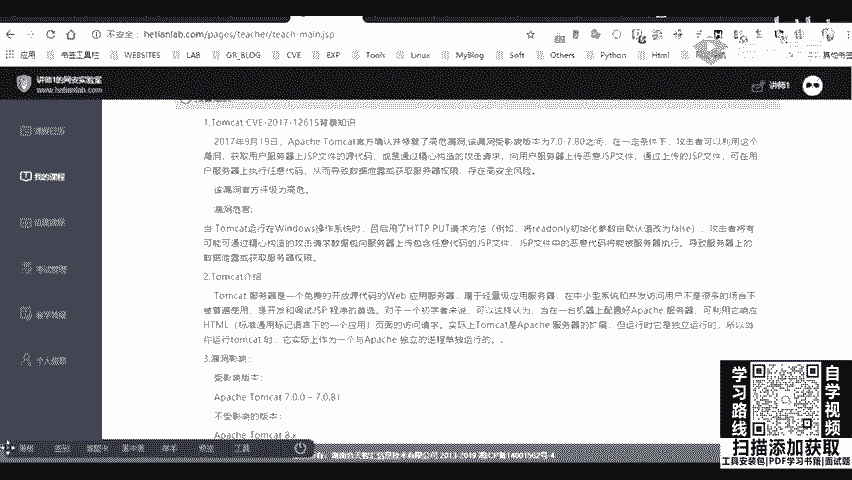 不安全 | hetianlab.com/pages/teacher/teach-main.jsp
应用 书签工具栏 WEBSITES LAB GR_BLOG CVE EXP Tools linux MyBlog Soft Others Python Html
讲师1的网安实验室
www.hetianlab.com
讲师1
我的课程
1.Tomcat CVE-2017-12615背景知识
2017年9月19日，Apache Tomcat官方确认并修复了高危漏洞,该漏洞受影响版本为7.0-7.80之间，在一定条件下，攻击者可以利用这个
漏洞，获取用户服务器上JSP文件的源代码，或是通过精心构造的攻击请求，向用户服务器上传恶意JSP文件，通过上传的JSP文件，可在用
户服务器上执行任意代码，从而导致数据泄露或获取服务器权限，存在高安全风险。
该漏洞官方评级为高危。
漏洞危害:
当 Tomcat运行在Windows操作系统时，且启用了HTTP PUT请求方法（例如，将readonly初始化参数由默认值改为false），攻击者将有
可能可通过精心构造的攻击请求数据包向服务器上传包含任意代码的JSP文件，JSP文件中的恶意代码将能被服务器执行。导致服务器上的
数据泄露或获取服务器权限。
2.Tomcat介绍
Tomcat 服务器是一个免费的开放源代码的Web 应用服务器，属于轻量级应用服务器，在中小型系统和并发访问用户不是很多的场合下
被普遍使用，是开发和调试JSP 程序的首选。对于一个初学者来说，可以这样认为，当在一台机器上配置好Apache 服务器，可利用它响应
HTML（标准通用标记语言下的一个应用）页面的访问请求。实际上Tomcat是Apache 服务器的扩展，但运行时它是独立运行的，所以当
你运行tomcat 时，它实际上作为一个与Apache 独立的进程单独运行的。.
3.漏洞影响:
受影响版本:
Apache Tomcat 7.0.0 - 7.0.81
不受影响的版本:
Apache Tomcat 8.x
工具
信息技术有限公司 2013-2019 湘ICP备14001562号-4
学习路线
自学视频
扫描添加获取
工具安装包|PDF学习书籍|面试题